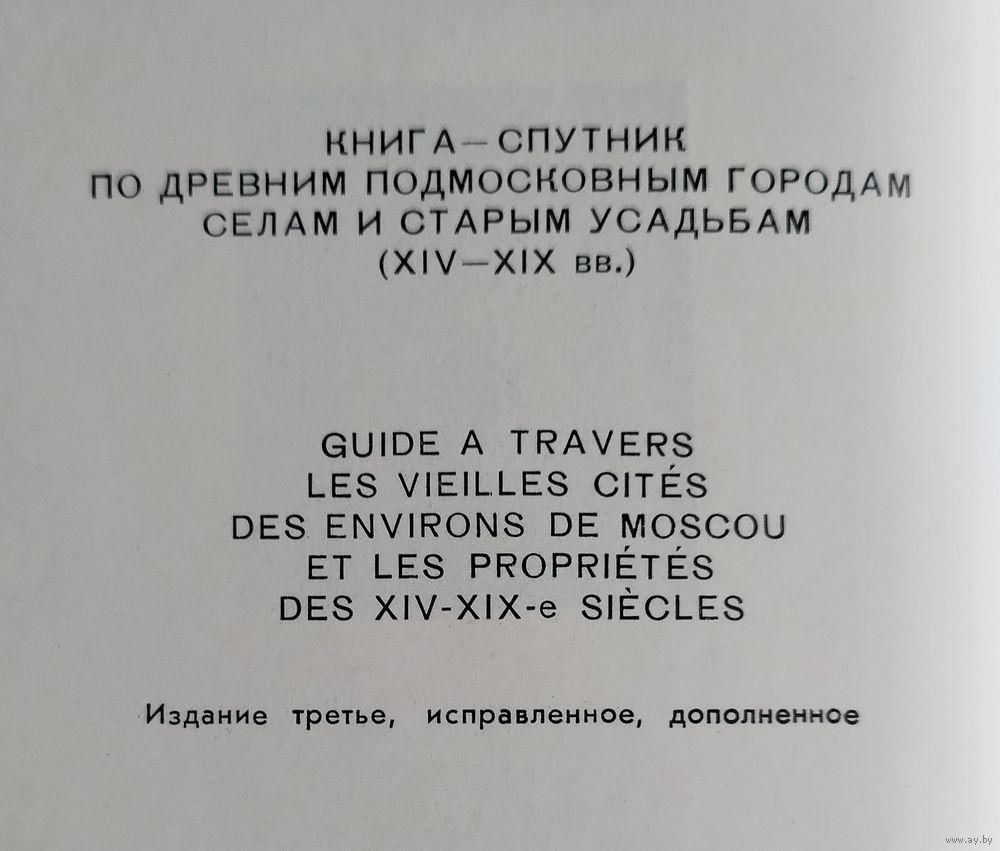 КНИГА—СПУТНИК
ПО ДРЕВНИМ ПОДМОСКОВНЫМ ГОРОДАМ
СЕЛАМ И СТАРЫМ УСАДЬБАМ
(XIV—XIX вв.)
GUIDE A TRAVERS
LES VIEILLES CITÉS
DES ENVIRONS DE MOSCOU
ET LES PROPRIÉTÉS
DES XIV-XIX-e SIÈCLES
Издание третье, исправленное, дополненное
www.ay.by